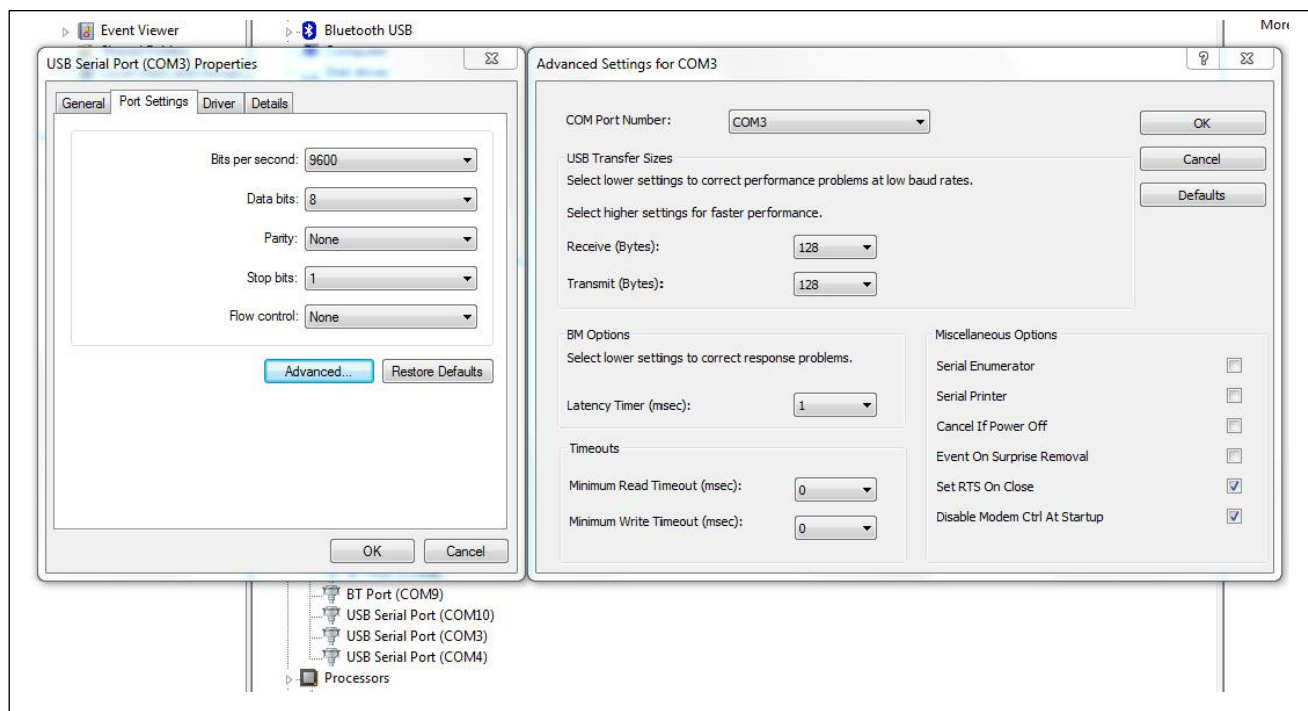 Event Viewer
Bluetooth USB
More
USB Serial Port (COM3) Properties
General Port Settings Driver Details
Bits per second: 9600
Data bits: 8
Parity: None
Stop bits: 1
Flow control: None
Advanced... Restore Defaults
OK Cancel
Advanced Settings for COM3
COM Port Number: COM3
OK
USB Transfer Sizes
Cancel
Select lower settings to correct performance problems at low baud rates.
Defaults
Select higher settings for faster performance.
Receive (Bytes): 128
Transmit (Bytes): 128
BM Options
Select lower settings to correct response problems.
Latency Timer (msec): 1
Timeouts
Minimum Read Timeout (msec): 0
Minimum Write Timeout (msec): 0
Miscellaneous Options
Serial Enumerator
Serial Printer
Cancel If Power Off
Event On Surprise Removal
Set RTS On Close
Disable Modem Ctrl At Startup
BT Port (COM9)
USB Serial Port (COM10)
USB Serial Port (COM3)
USB Serial Port (COM4)
Processors